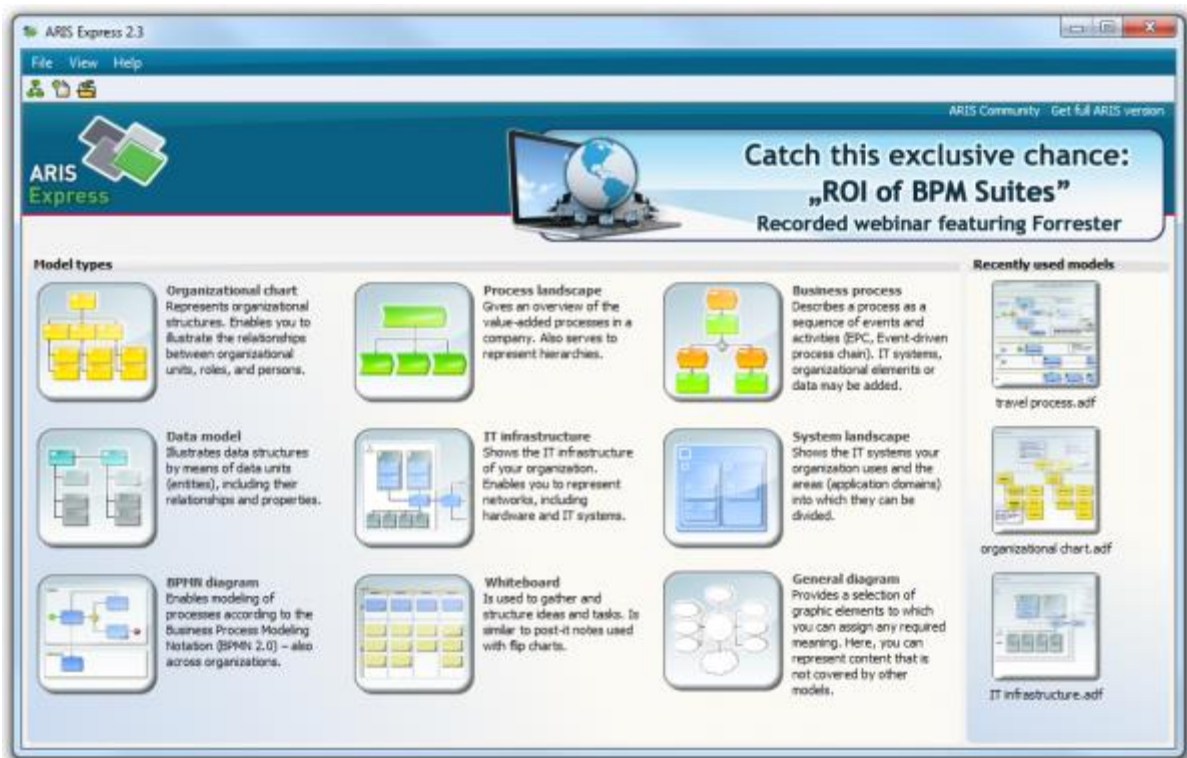 ARIS Express 2.3
File View Help
ARIS Community Get full ARIS version
ARIS
Express
Catch this exclusive chance:
„ROI of BPM Suites”
Recorded webinar featuring Forrester
Model types
Organizational chart
Represents organizational
structures. Enables you to
illustrate the relationships
between organizational
units, roles, and persons.
Process landscape
Gives an overview of the
value-added processes in a
company. Also serves to
represent hierarchies.
Business process
Describes a process as a
sequence of events and
activities (EPC, Event-driven
process chain). IT systems,
organizational elements or
data may be added.
Data model
Illustrates data structures
by means of data units
(entities), including their
relationships and properties.
IT infrastructure
Shows the IT infrastructure
of your organization.
Enables you to represent
networks, including
hardware and IT systems.
System landscape
Shows the IT systems your
organization uses and the
areas (application domains)
into which they can be
divided.
BPMN diagram
Enables modeling of
processes according to the
Business Process Modeling
Notation (BPMN 2.0) – also
across organizations.
Whiteboard
Is used to gather and
structure ideas and tasks. Is
similar to post-it notes used
with flip charts.
General diagram
Provides a selection of
graphic elements to which
you can assign any required
meaning. Here, you can
represent content that is
not covered by other
models.
Recently used models
travel process.adf
organizational chart.adf
IT infrastructure.adf